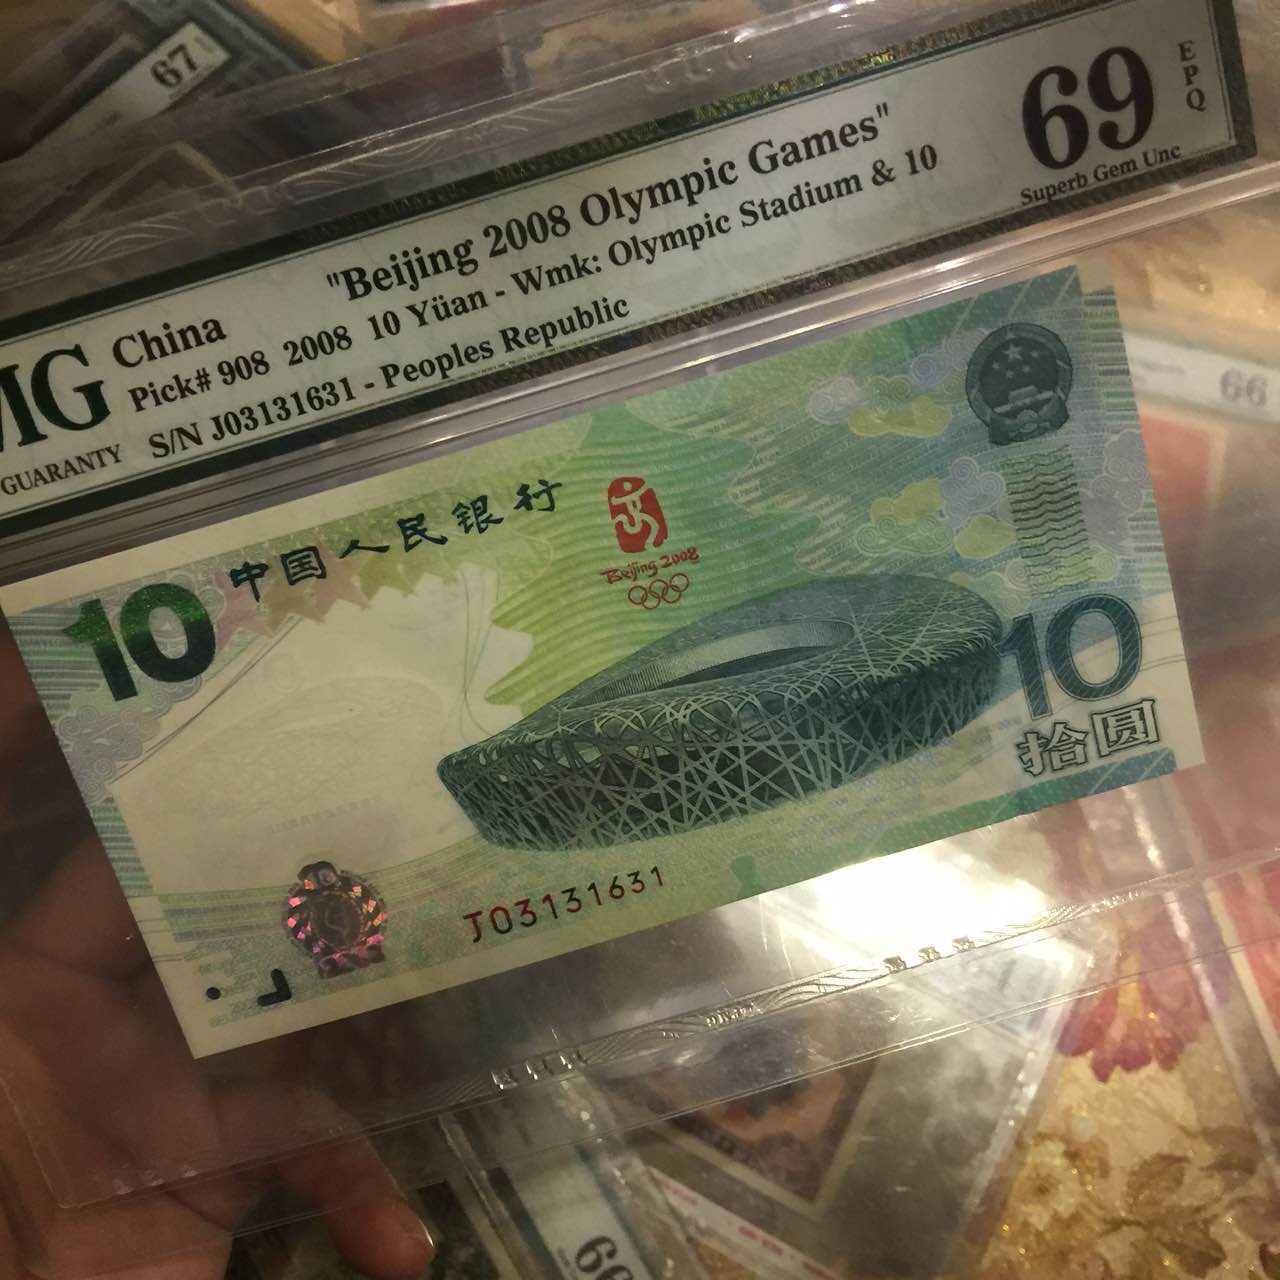 67
"Beijing 2008 Olympic Games"
69
EPQ
Superb Gem Unc
China
Pick# 908 2008 10 Yüan - Wmk: Olympic Stadium & 10
S/N J03131631 - Peoples Republic
MG
GUARANTY
66
中国人民银行
10
Beijing 2008
10
拾圆
J03131631
66